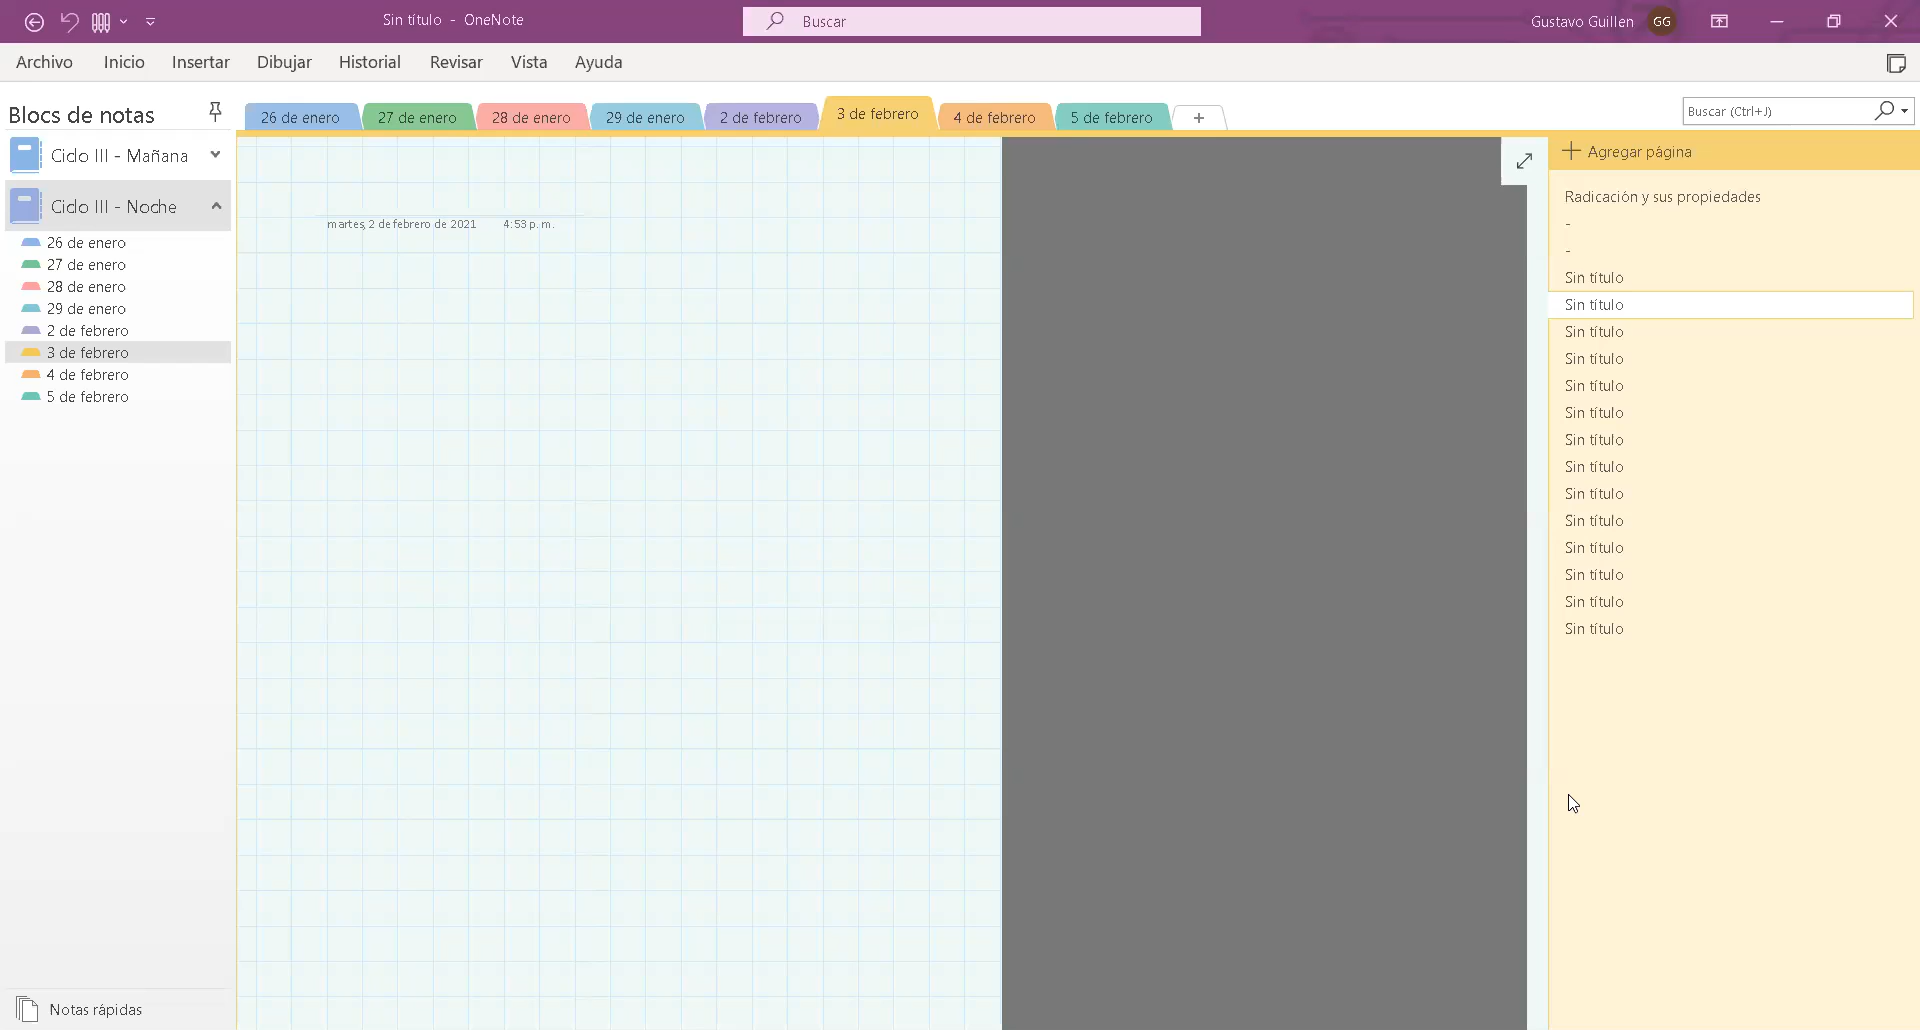 Sin título - OneNote
Buscar
Gustavo Guillen
GG
Archivo
Inicio
Insertar
Dibujar
Historial
Revisar
Vista
Ayuda
Blocs de notas
26 de enero
27 de enero
28 de enero
29 de enero
2 de febrero
3 de febrero
4 de febrero
5 de febrero
+
Buscar (Ctrl+J)
Ciclo III - Mañana
Ciclo III - Noche
26 de enero
27 de enero
28 de enero
29 de enero
2 de febrero
3 de febrero
4 de febrero
5 de febrero
Notas rápidas
martes, 2 de febrero de 2021 4:53 p. m.
Agregar página
Radicación y sus propiedades
-
-
Sin título
Sin título
Sin título
Sin título
Sin título
Sin título
Sin título
Sin título
Sin título
Sin título
Sin título
Sin título
Sin título
Sin título